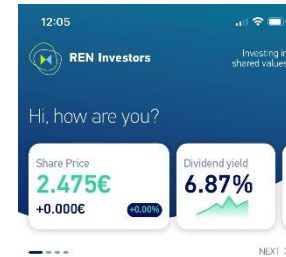 12:05
REN Investors
Investing in
shared values
Hi, how are you?
Share Price
2.475€
+0.000€
+0.00%
Dividend yield
6.87%
NEXT